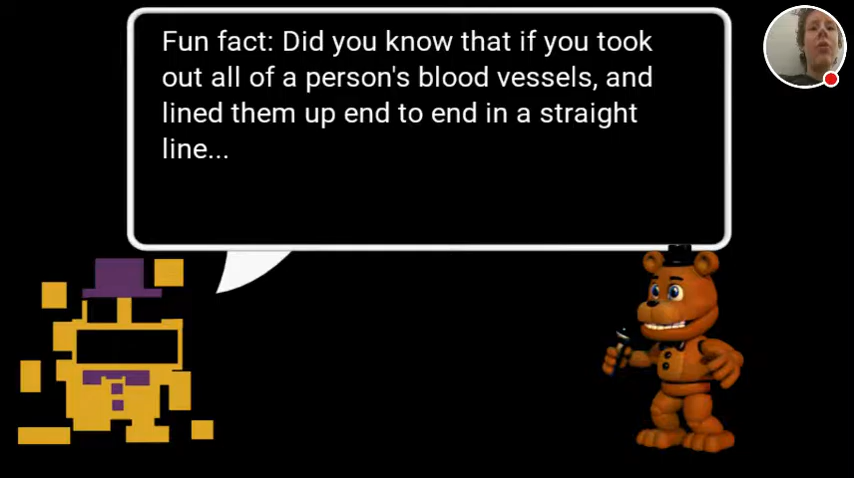 Fun fact: Did you know that if you took
out all of a person's blood vessels, and
lined them up end to end in a straight
line...